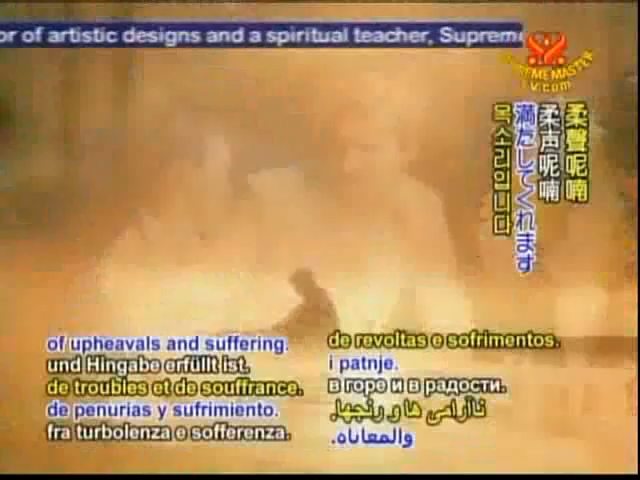 or of artistic designs and a spiritual teacher, Supreme
SUPREME MASTER
TV.com
柔聲呢喃
柔声呢喃
満たしてくれます
목소리입니다
of upheavals and suffering.
und Hingabe erfüllt ist.
de troubles et de souffrance.
de penurias y sufrimiento.
fra turbolenza e sofferenza.
de revoltas e sofrimentos.
i patnje.
в горе и в радости.
ناآرامی ها و رنجها.
والمعاناه.